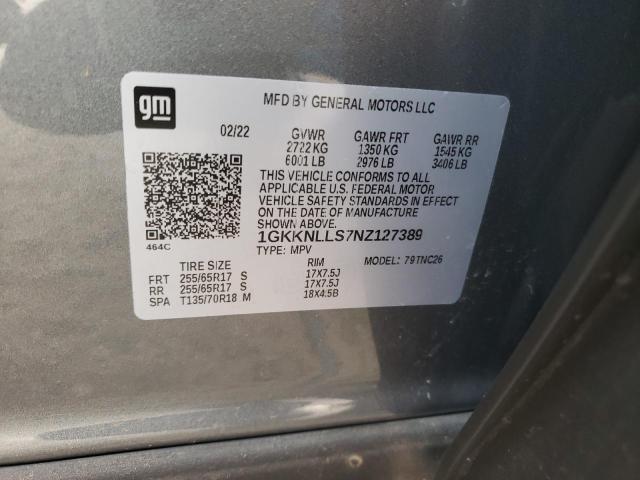 gm
MFD BY GENERAL MOTORS LLC
02/22 GVWR GAWR FRT GAWR RR
2722 KG 1350 KG 1545 KG
6001 LB 2976 LB 3406 LB
THIS VEHICLE CONFORMS TO ALL
APPLICABLE U.S. FEDERAL MOTOR
VEHICLE SAFETY STANDARDS IN EFFECT
ON THE DATE OF MANUFACTURE
SHOWN ABOVE.
1GKKNLLS7NZ127389
464C
TYPE: MPV MODEL: 79TNC26
TIRE SIZE RIM
FRT 255/65R17 S 17X7.5J
RR 255/65R17 S 17X7.5J
SPA T135/70R18 M 18X4.5B